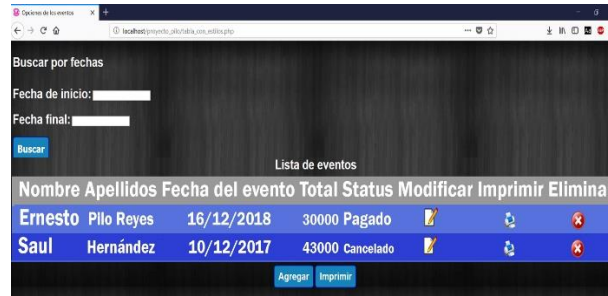 Opciones de los eventos
localhost/proyecto_pilo/tabla_con_estilos.php
Buscar por fechas
Fecha de inicio:
Fecha final:
Buscar
Lista de eventos
Nombre Apellidos Fecha del evento Total Status Modificar Imprimir Elimina
Ernesto PIlo Reyes 16/12/2018 30000 Pagado
Saul Hernández 10/12/2017 43000 Cancelado
Agregar Imprimir